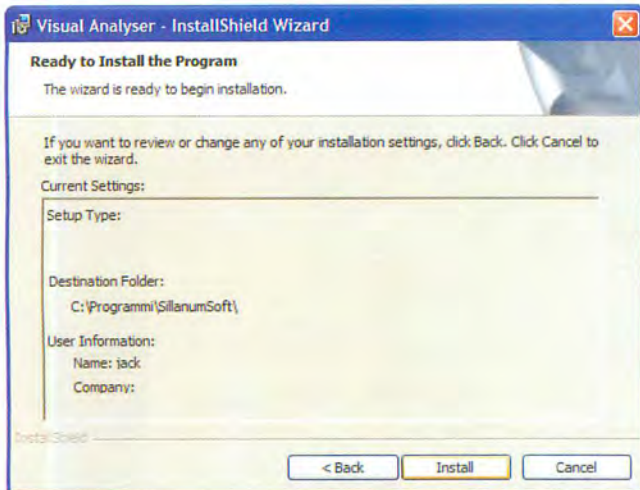 Visual Analyser - InstallShield Wizard
Ready to Install the Program
The wizard is ready to begin installation.
If you want to review or change any of your installation settings, click Back. Click Cancel to
exit the wizard.
Current Settings:
Setup Type:
Destination Folder:
C:\Programmi\SillanumSoft\
User Information:
Name: jack
Company:
InstallShield
< Back Install Cancel